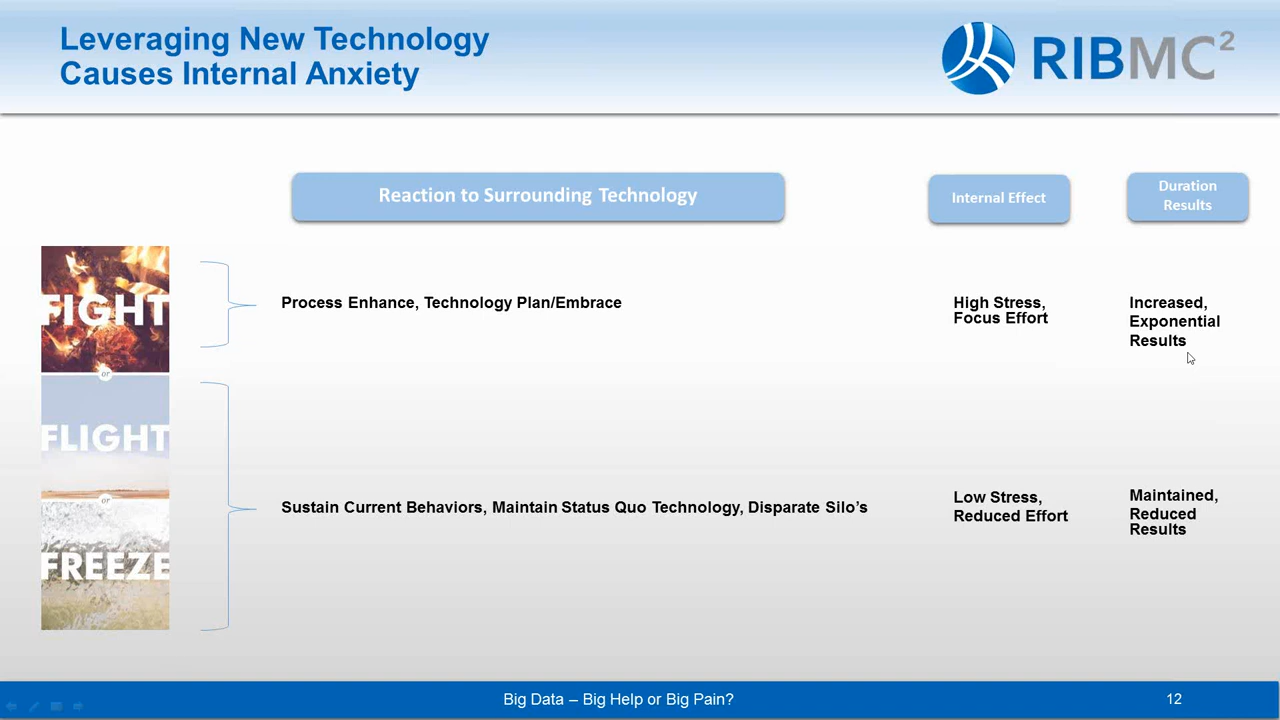 Leveraging New Technology
Causes Internal Anxiety
RIBMC²
Reaction to Surrounding Technology
Internal Effect
Duration
Results
FIGHT
Process Enhance, Technology Plan/Embrace
High Stress,
Focus Effort
Increased,
Exponential
Results
or
FLIGHT
or
FREEZE
Sustain Current Behaviors, Maintain Status Quo Technology, Disparate Silo’s
Low Stress,
Reduced Effort
Maintained,
Reduced
Results
Big Data – Big Help or Big Pain?
12